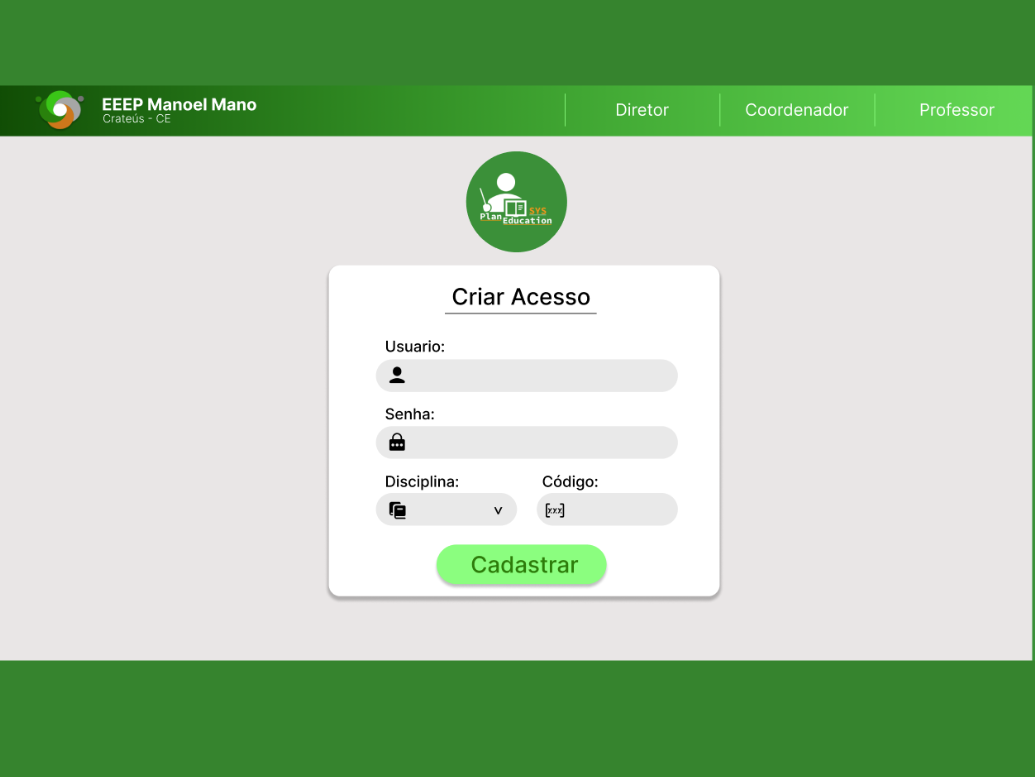 EEEP Manoel Mano
Crateús - CE
Diretor
Coordenador
Professor
SYS
Plan Education
Criar Acesso
Usuario:
Senha:
Disciplina:
Código:
v
[xxx]
Cadastrar